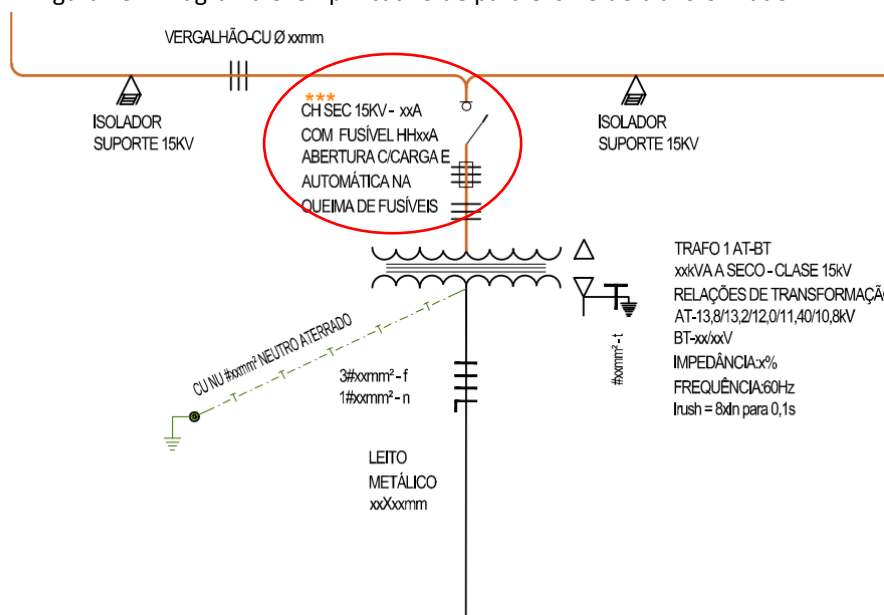 VERGALHÃO-CU Ø xxmm
ISOLADOR
SUPORTE 15KV
***
CH SEC 15KV - xxA
COM FUSÍVEL HHxxA
ABERTURA C/CARGA E
AUTOMÁTICA NA
QUEIMA DE FUSÍVEIS
ISOLADOR
SUPORTE 15KV
TRAFO 1 AT-BT
xxkVA A SECO - CLASE 15kV
RELAÇÕES DE TRANSFORMAÇÃO
AT-13,8/13,2/12,0/11,40/10,8kV
BT-xx/xxV
IMPEDÂNCIA:x%
FREQUÊNCIA:60Hz
Irush = 8xIn para 0,1s
#xxmm² - t
CU NU #xxmm² NEUTRO ATERRADO
3#xxmm² - f
1#xxmm² - n
LEITO
METÁLICO
xxXxxmm